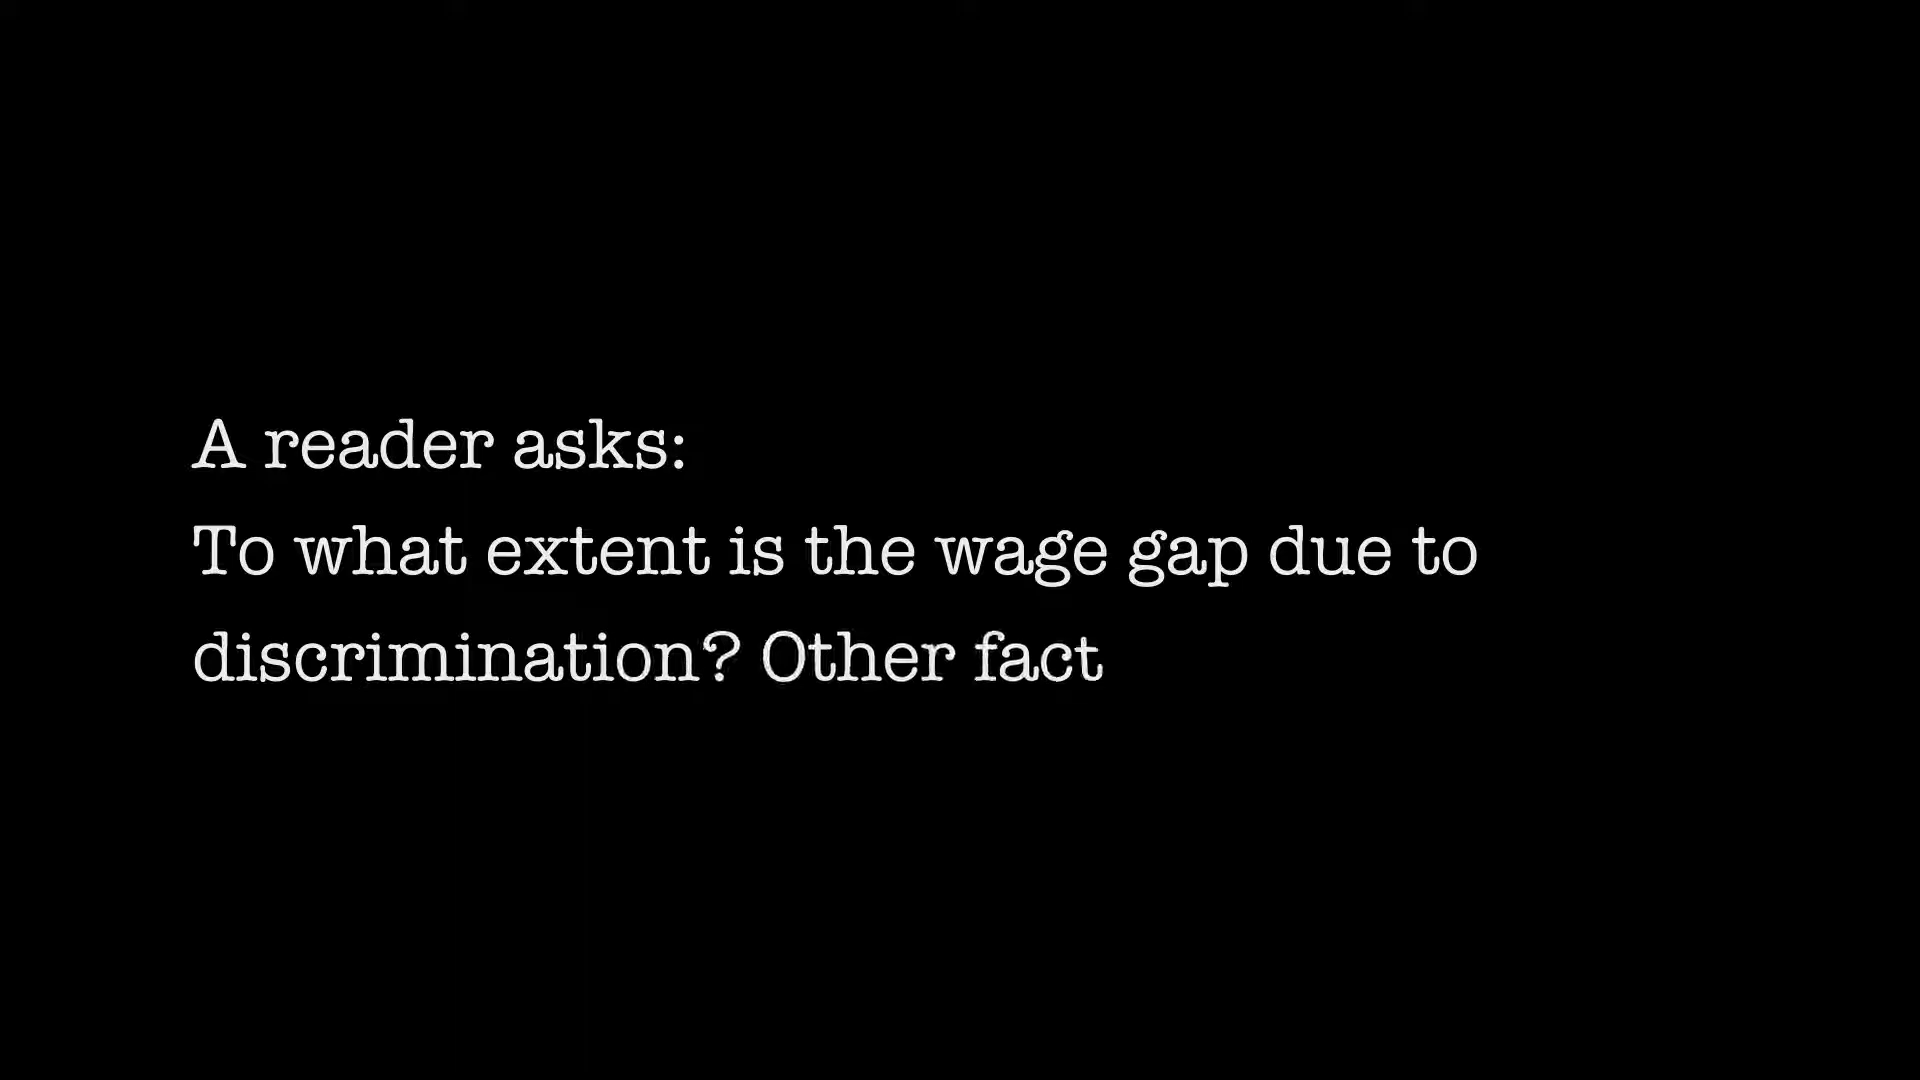 A reader asks:
To what extent is the wage gap due to
discrimination? Other fact